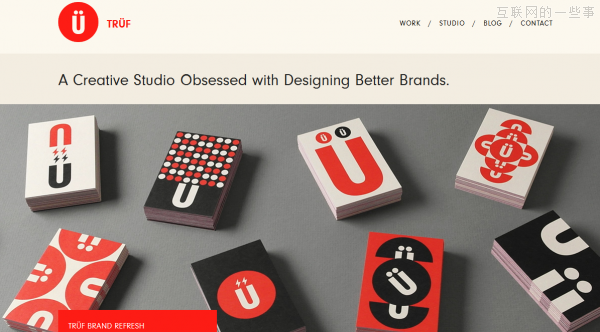 互联网的一些事
Ü TRÜF
WORK / STUDIO / BLOG / CONTACT
A Creative Studio Obsessed with Designing Better Brands.
Ü
Ü
Ü Ü
Ü
Ü
Ü
Ü
Ü
TRÜF BRAND REFRESH